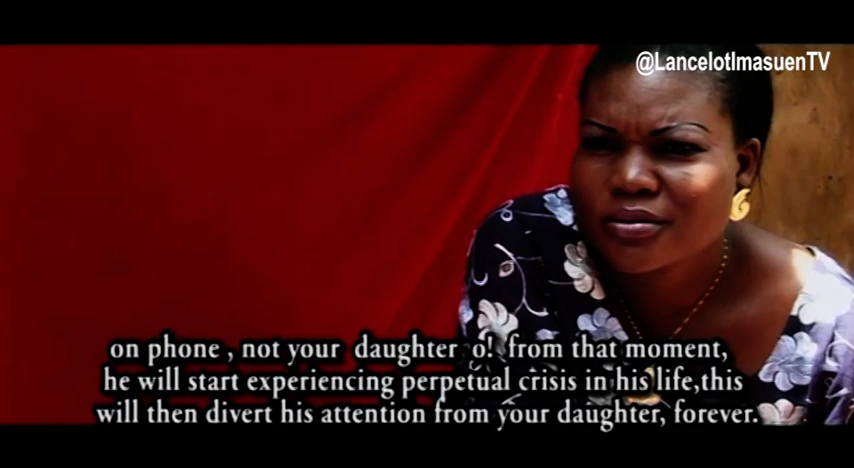 @LancelotImasuenTV
on phone , not your daughter o! from that moment,
he will start experiencing perpetual crisis in his life,this
will then divert his attention from your daughter, forever.